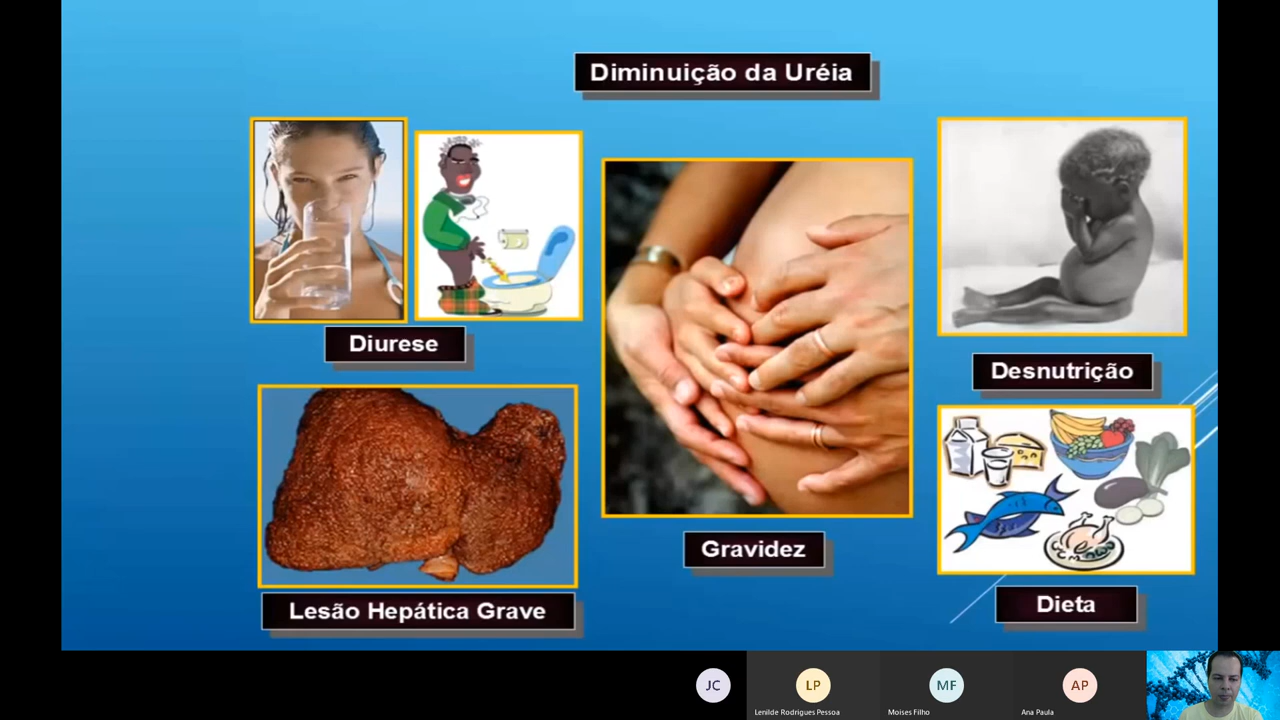 Diminuição da Uréia
Diurese
Desnutrição
Gravidez
Lesão Hepática Grave
Dieta
JC
LP
MF
AP
Lenilde Rodrigues Pessoa
Moises Filho
Ana Paula